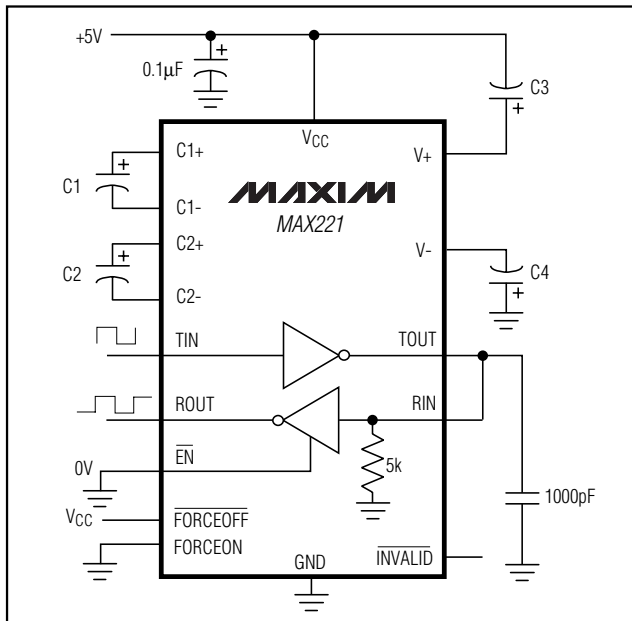 +5V
0.1µF
+
C3
+
VCC
C1+
V+
+
C1
C1-
MAXIM
MAX221
C2+
V-
+
C2
C4
C2-
+
TIN
TOUT
ROUT
RIN
5k
0V
EN
1000pF
VCC
FORCEOFF
FORCEON
GND
INVALID